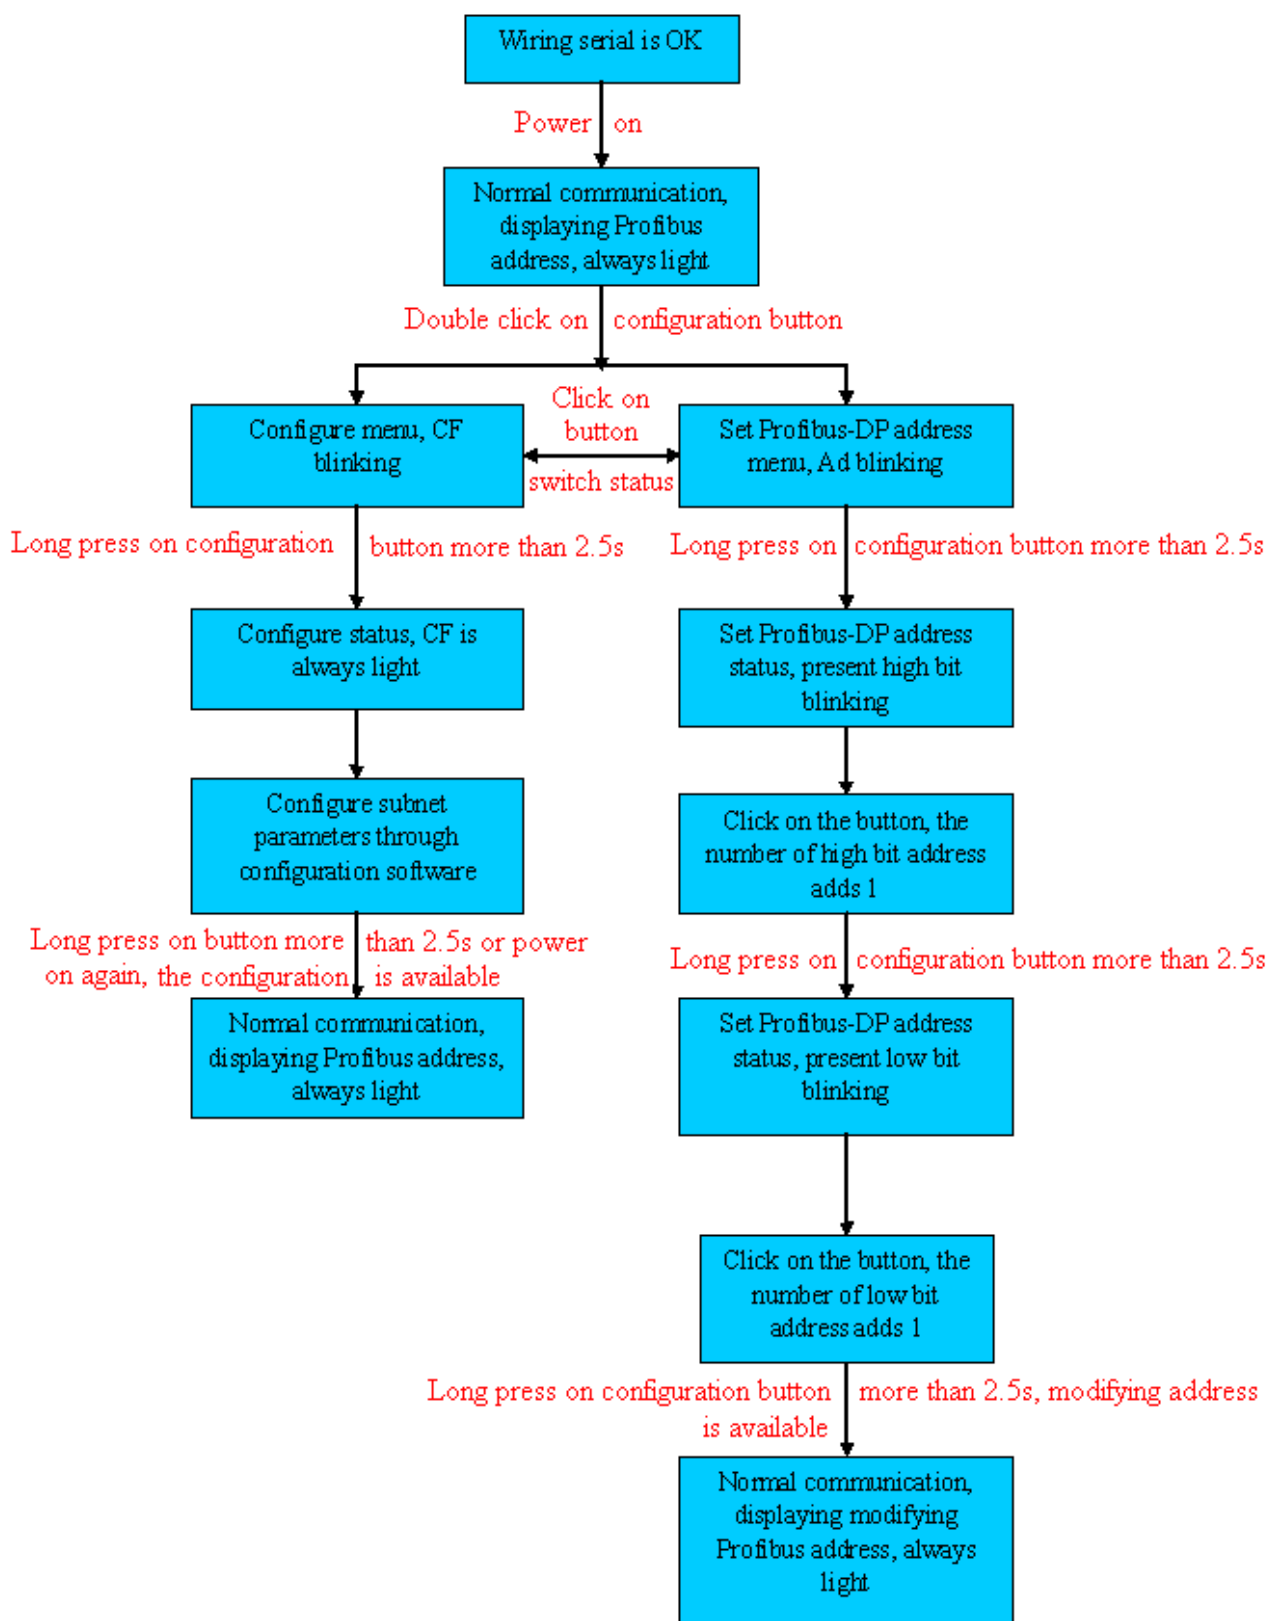 Wiring serial is OK
Power on
Normal communication,
displaying Profibus
address, always light
Double click on configuration button
Configure menu, CF
blinking
Click on
button
switch status
Set Profibus-DP address
menu, Ad blinking
Long press on configuration button more than 2.5s
Long press on configuration button more than 2.5s
Configure status, CF is
always light
Set Profibus-DP address
status, present high bit
blinking
Configure subnet
parameters through
configuration software
Click on the button, the
number of high bit address
adds 1
Long press on button more than 2.5s or power
on again, the configuration is available
Long press on configuration button more than 2.5s
Normal communication,
displaying Profibus address,
always light
Set Profibus-DP address
status, present low bit
blinking
Click on the button, the
number of low bit
address adds 1
Long press on configuration button more than 2.5s, modifying address
is available
Normal communication,
displaying modifying
Profibus address, always
light